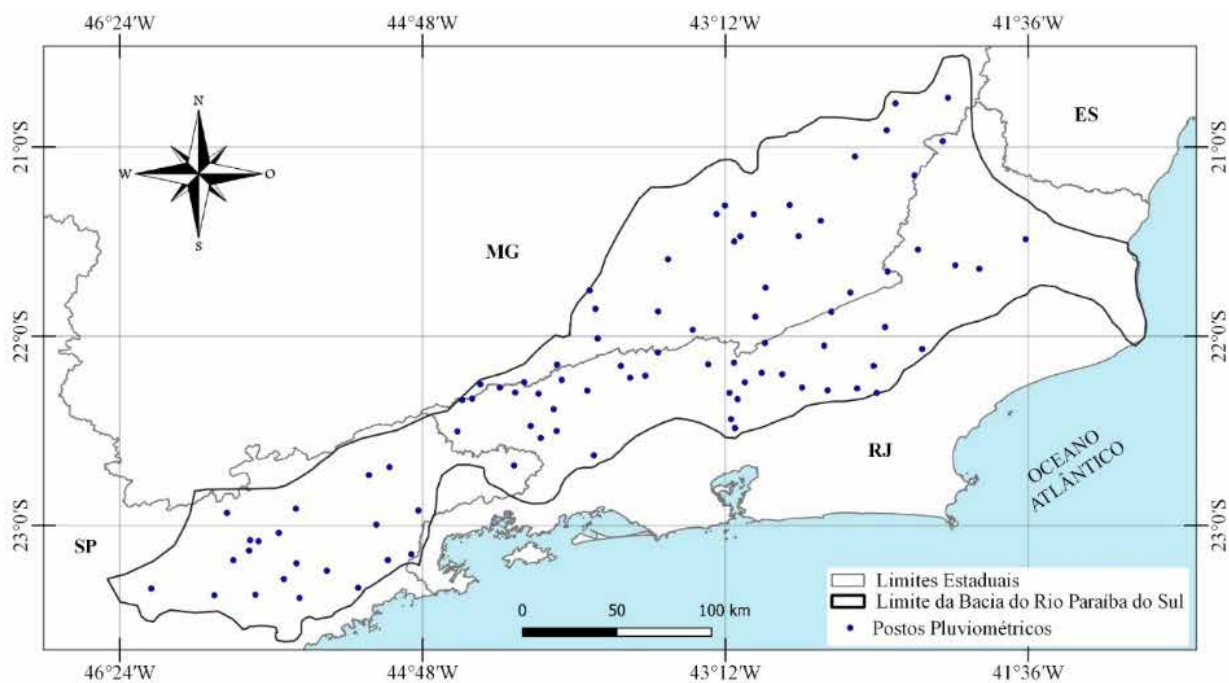 46°24'W 44°48'W 43°12'W 41°36'W
N
W O
S
21°0'S 21°0'S
22°0'S 22°0'S
23°0'S 23°0'S
ES
MG
RJ
SP
OCEANO
ATLÂNTICO
0 50 100 km
Limites Estaduais
Limite da Bacia do Rio Paraíba do Sul
Postos Pluviométricos
46°24'W 44°48'W 43°12'W 41°36'W